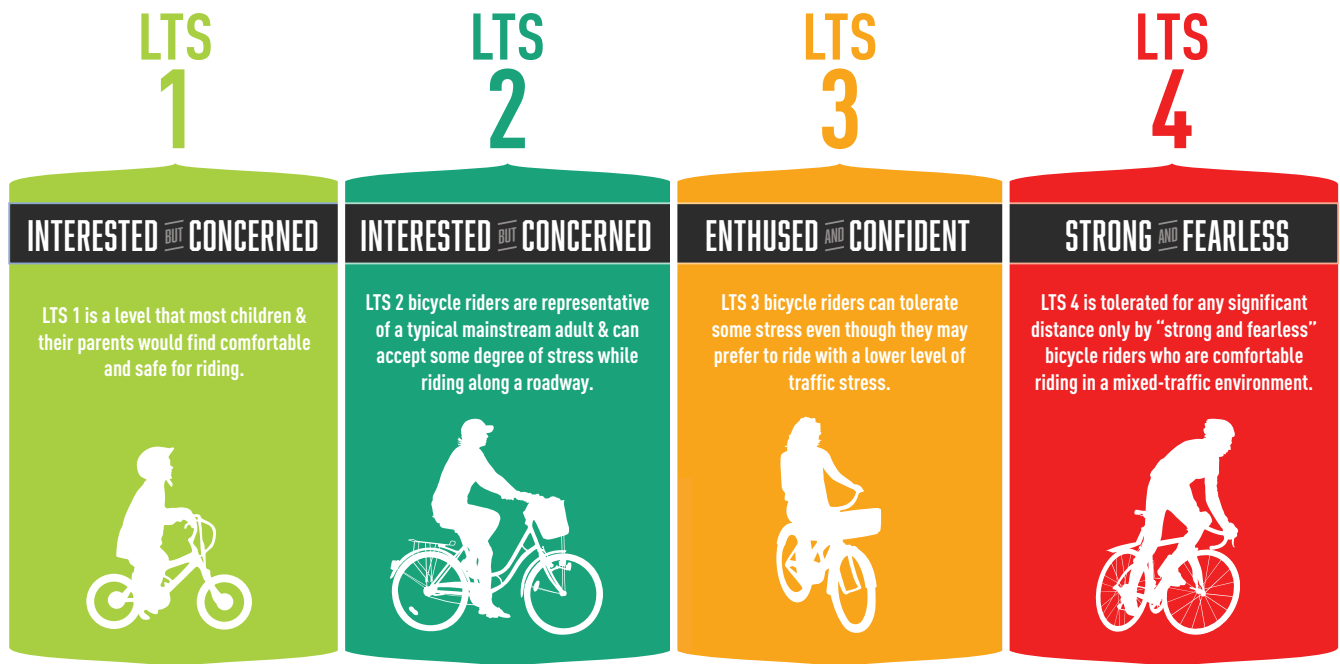 LTS
1
INTERESTED BUT CONCERNED
LTS 1 is a level that most children &
their parents would find comfortable
and safe for riding.
LTS
2
INTERESTED BUT CONCERNED
LTS 2 bicycle riders are representative
of a typical mainstream adult & can
accept some degree of stress while
riding along a roadway.
LTS
3
ENTHUSED AND CONFIDENT
LTS 3 bicycle riders can tolerate
some stress even though they may
prefer to ride with a lower level of
traffic stress.
LTS
4
STRONG AND FEARLESS
LTS 4 is tolerated for any significant
distance only by “strong and fearless”
bicycle riders who are comfortable
riding in a mixed-traffic environment.